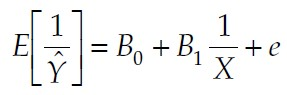 E[1/Ŷ] = B₀ + B₁ 1/X + e